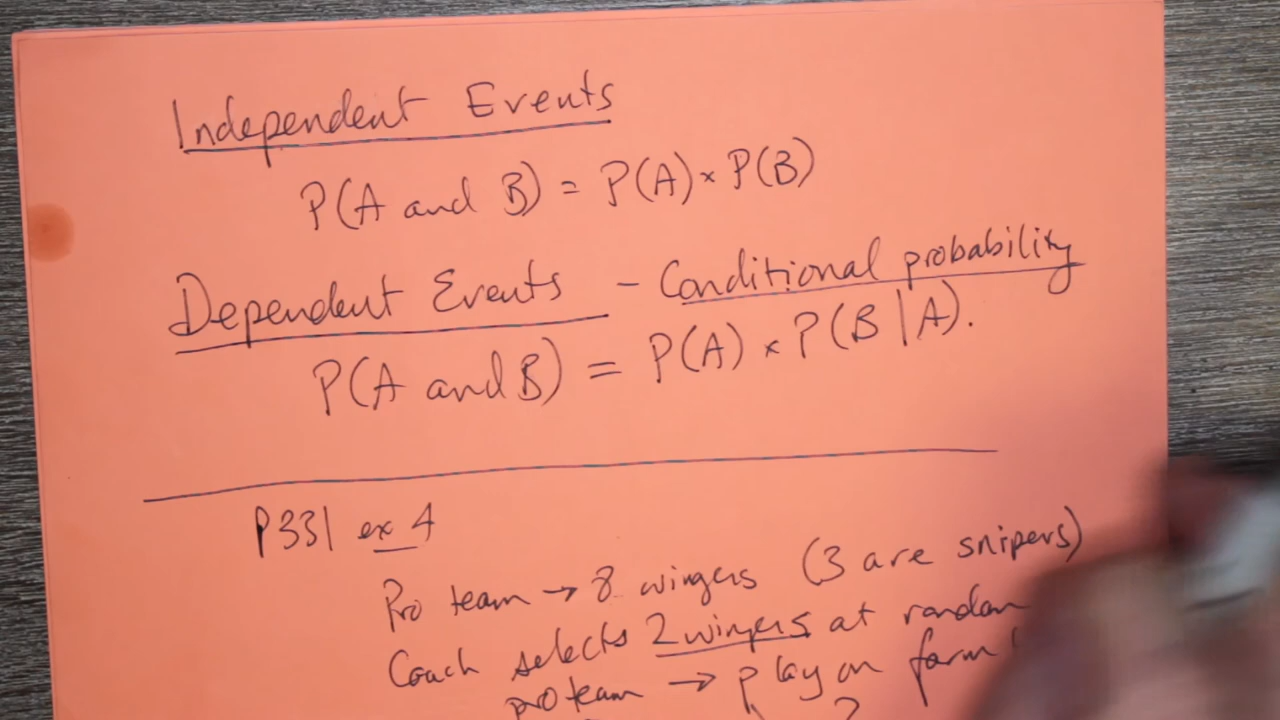 Independent Events
P(A and B) = P(A) × P(B)
Dependent Events - Conditional probability
P(A and B) = P(A) × P(B | A).
P331 ex 4
Pro team → 8 wingers (3 are snipers)
Coach selects 2 wingers at random
pro team → play on farm
?